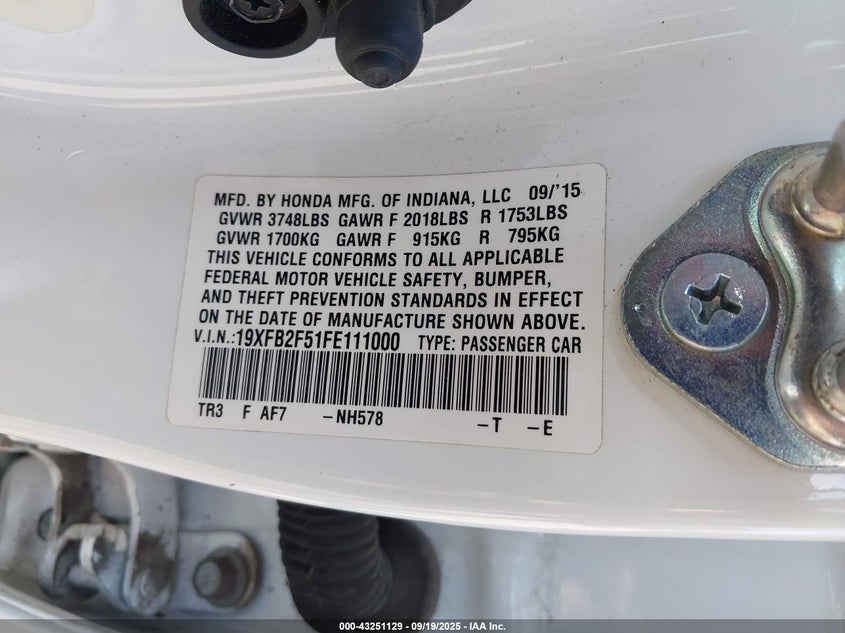 MFD. BY HONDA MFG. OF INDIANA, LLC 09/'15
GVWR 3748LBS GAWR F 2018LBS R 1753LBS
GVWR 1700KG GAWR F 915KG R 795KG
THIS VEHICLE CONFORMS TO ALL APPLICABLE
FEDERAL MOTOR VEHICLE SAFETY, BUMPER,
AND THEFT PREVENTION STANDARDS IN EFFECT
ON THE DATE OF MANUFACTURE SHOWN ABOVE.
V.I.N.:19XFB2F51FE111000 TYPE: PASSENGER CAR
TR3 F AF7 -NH578 -T -E
000-43251129 - 09/19/2025 - IAA Inc.